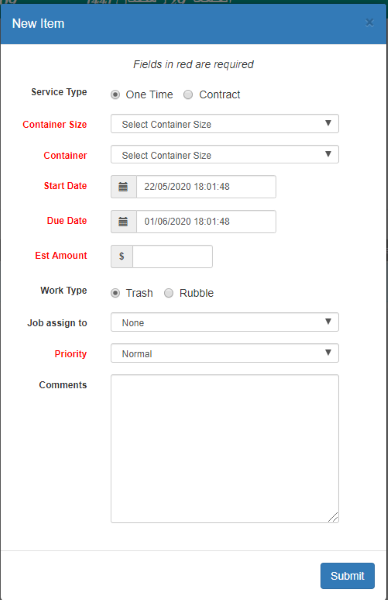 New Item ×
Fields in red are required
Service Type One Time Contract
Container Size Select Container Size
Container Select Container Size
Start Date 22/05/2020 18:01:48
Due Date 01/06/2020 18:01:48
Est Amount $
Work Type Trash Rubble
Job assign to None
Priority Normal
Comments
Submit